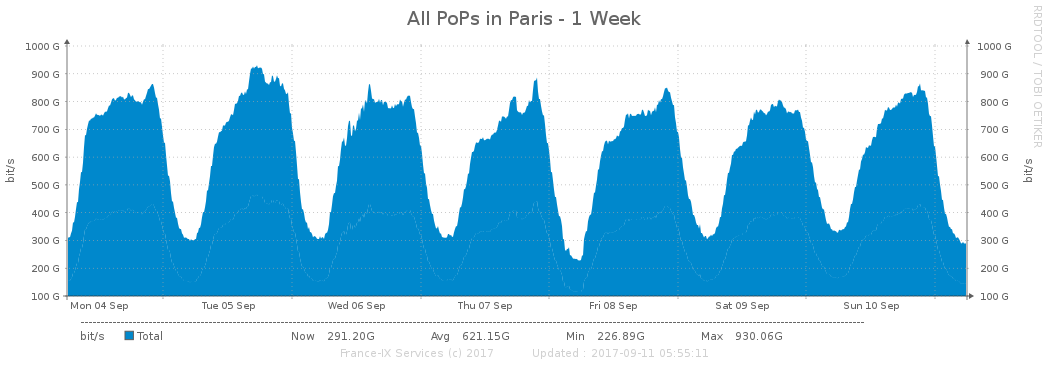 All PoPs in Paris - 1 Week
RRDTOOL / TOBI OETIKER
1000 G 1000 G
900 G 900 G
800 G 800 G
700 G 700 G
600 G 600 G
bit/s bit/s
500 G 500 G
400 G 400 G
300 G 300 G
200 G 200 G
100 G 100 G
Mon 04 Sep Tue 05 Sep Wed 06 Sep Thu 07 Sep Fri 08 Sep Sat 09 Sep Sun 10 Sep
bit/s Total Now 291.20G Avg 621.15G Min 226.89G Max 930.06G
France-IX Services (c) 2017 Updated : 2017-09-11 05:55:11